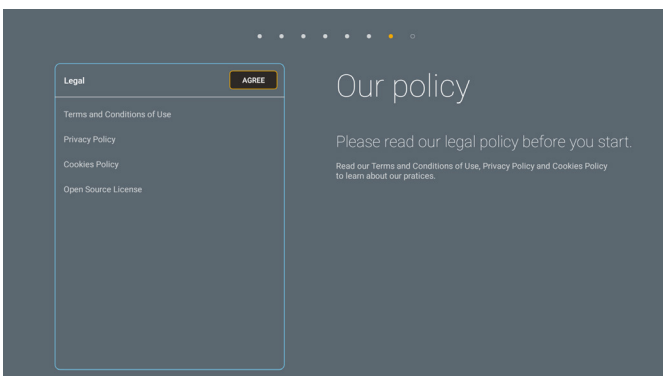 Legal
AGREE
Terms and Conditions of Use
Privacy Policy
Cookies Policy
Open Source License
Our policy
Please read our legal policy before you start.
Read our Terms and Conditions of Use, Privacy Policy and Cookies Policy
to learn about our pratices.